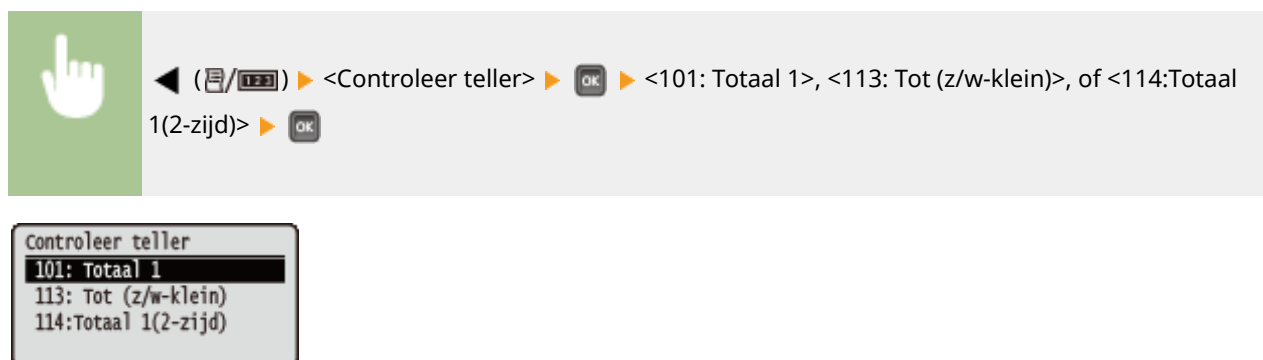 ◀ (/123) ▶ <Controleer teller> ▶ OK ▶ <101: Totaal 1>, <113: Tot (z/w-klein)>, of <114:Totaal
1(2-zijd)> ▶ OK
Controleer teller
101: Totaal 1
113: Tot (z/w-klein)
114:Totaal 1(2-zijd)